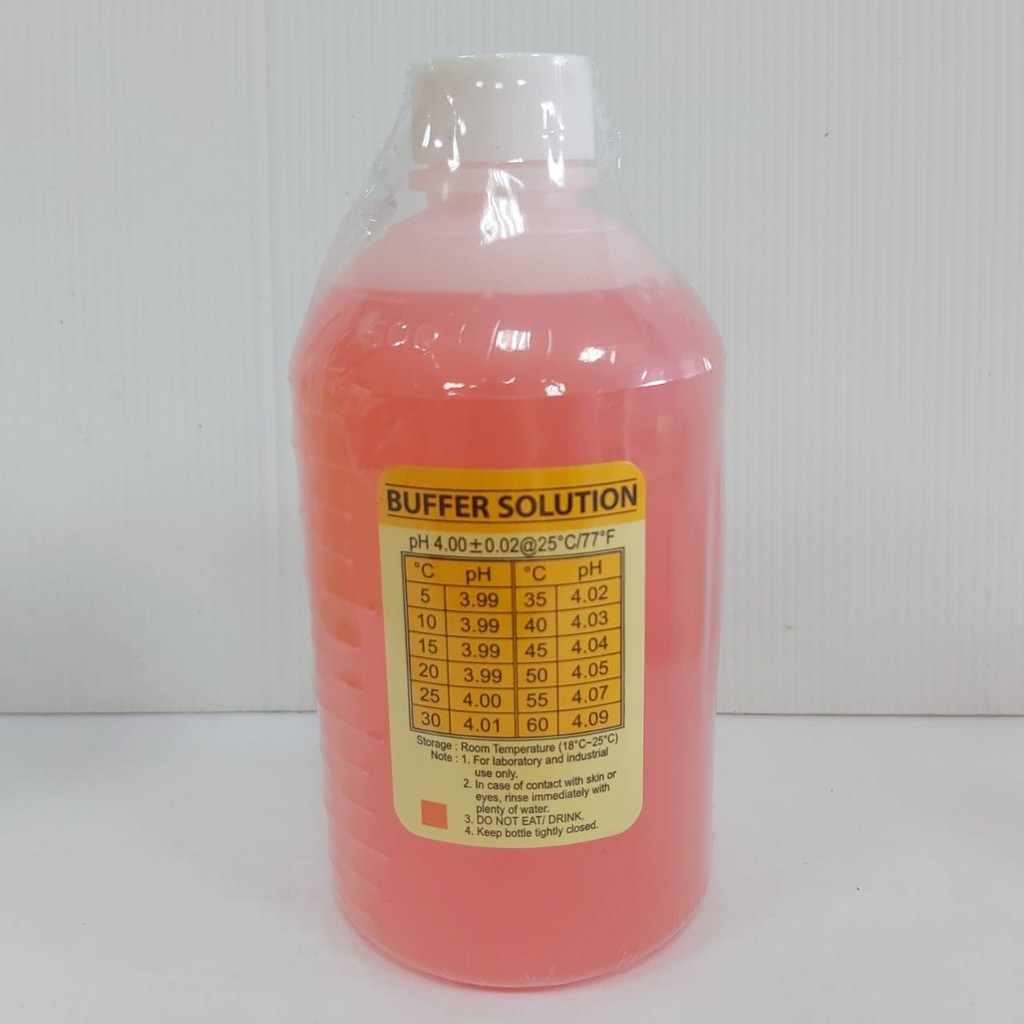 BUFFER SOLUTION
pH 4.00±0.02@25°C/77°F
°C pH °C pH
5 3.99 35 4.02
10 3.99 40 4.03
15 3.99 45 4.04
20 3.99 50 4.05
25 4.00 55 4.07
30 4.01 60 4.09
Storage : Room Temperature (18°C~25°C)
Note : 1. For laboratory and industrial
use only.
2. In case of contact with skin or
eyes, rinse immediately with
plenty of water.
3. DO NOT EAT/ DRINK.
4. Keep bottle tightly closed.